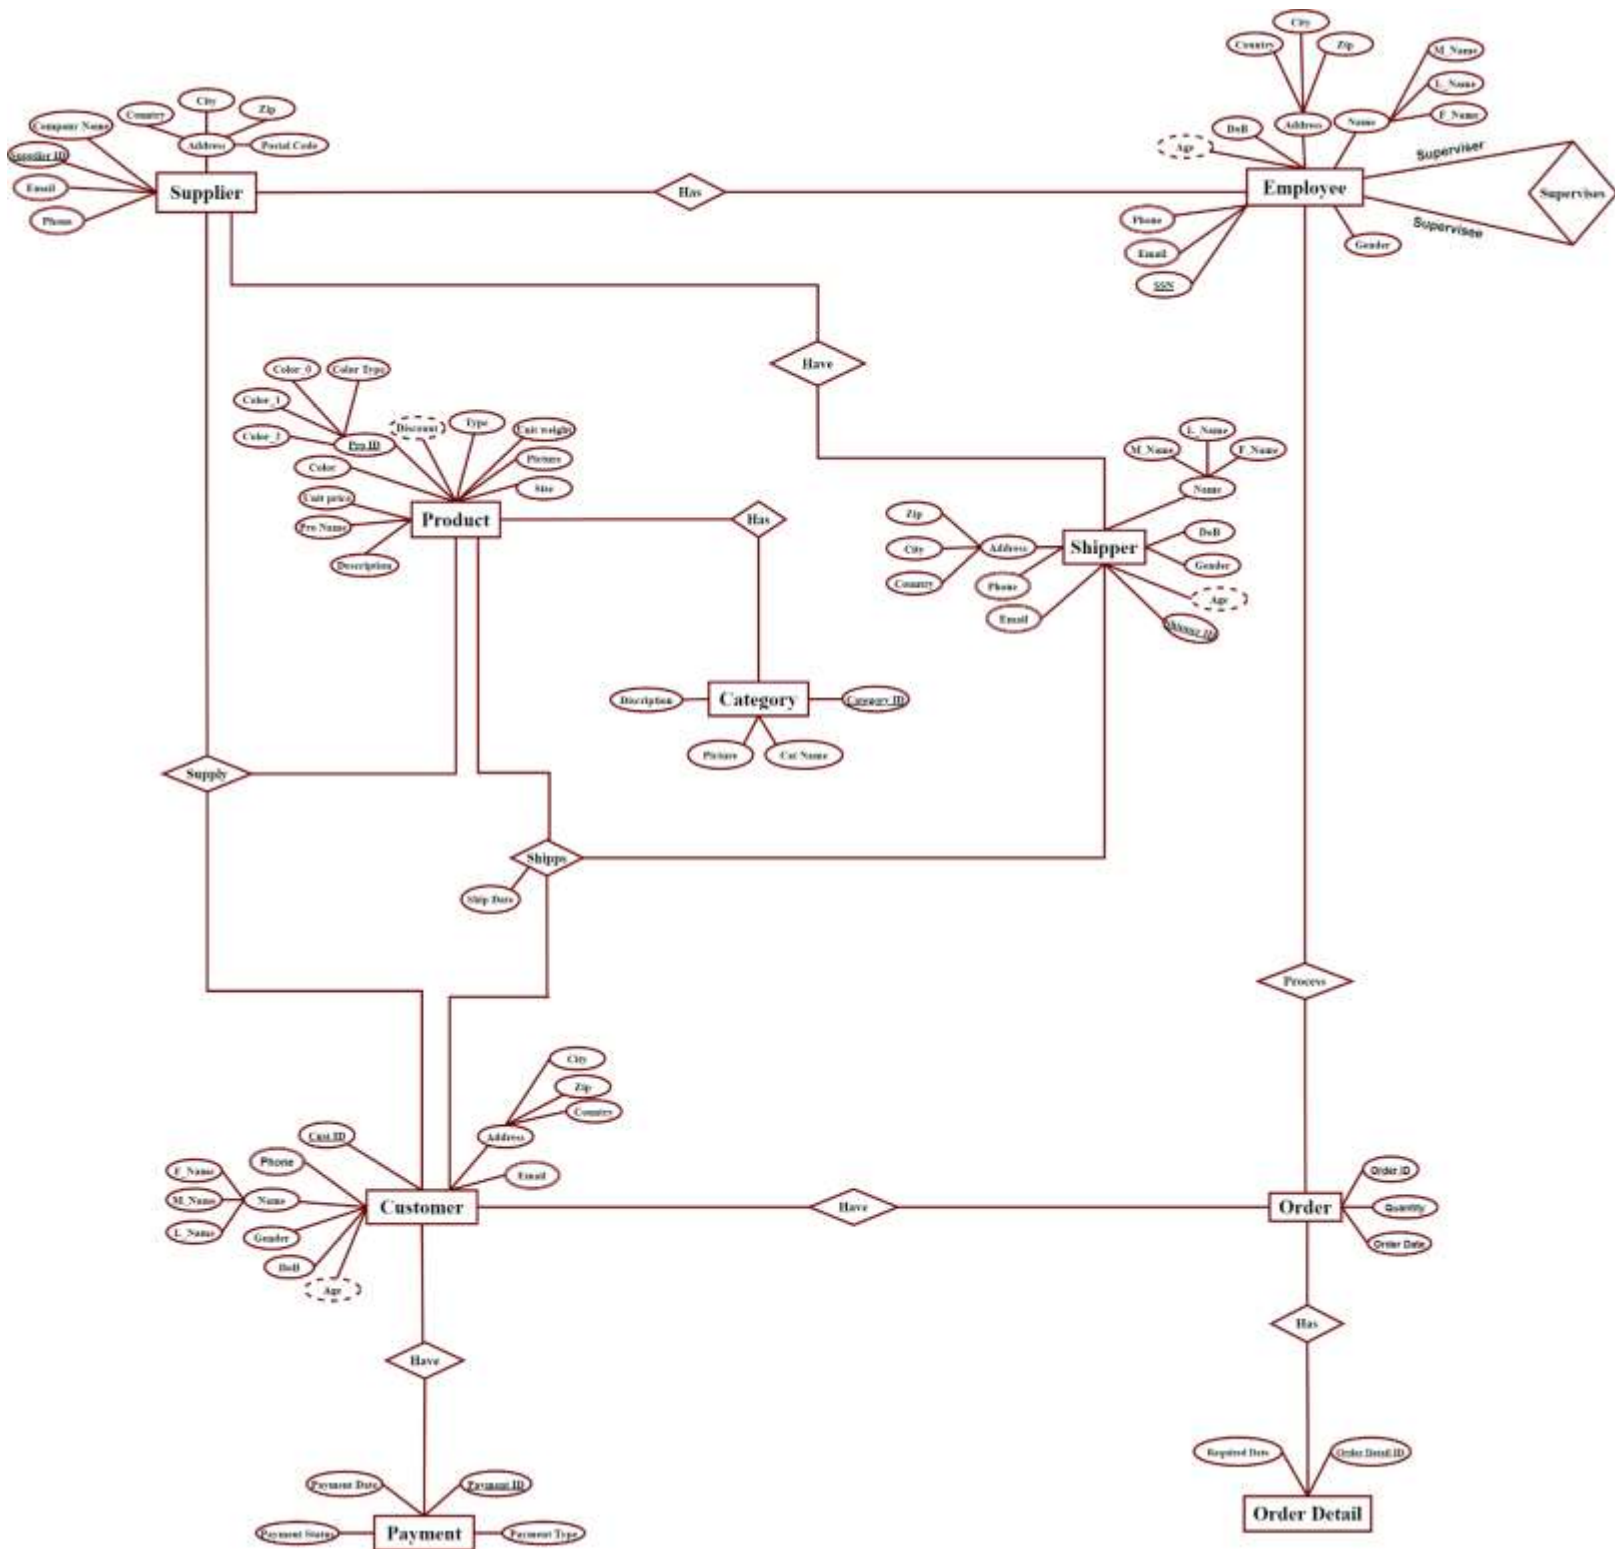 City
Country
Zip
M_Name
L_Name
F_Name
Name
Address
DoB
Age
Superviser
Supervises
Supervisee
Employee
Phone
Email
SSN
Gender
City
Country
Zip
Company Name
Address
Postal Code
Supplier ID
Email
Phone
Supplier
Has
Have
Color_0
Color Type
Color_1
Color_2
Pro ID
Discount
Type
Unit weight
Picture
Size
Color
Unit price
Pro Name
Description
Product
Has
L_Name
M_Name
F_Name
Name
Zip
City
Country
Address
Phone
Email
Shipper
DoB
Gender
Age
Discription
Category
Category ID
Picture
Cat Name
Supply
Shipps
Ship Date
Process
City
Zip
Country
Address
Email
Cust ID
Phone
F_Name
M_Name
L_Name
Name
Gender
DoB
Age
Customer
Have
Order
Order ID
Quantity
Order Date
Have
Has
Payment Date
Payment ID
Payment Status
Payment
Payment Type
Required Date
Order Detail ID
Order Detail